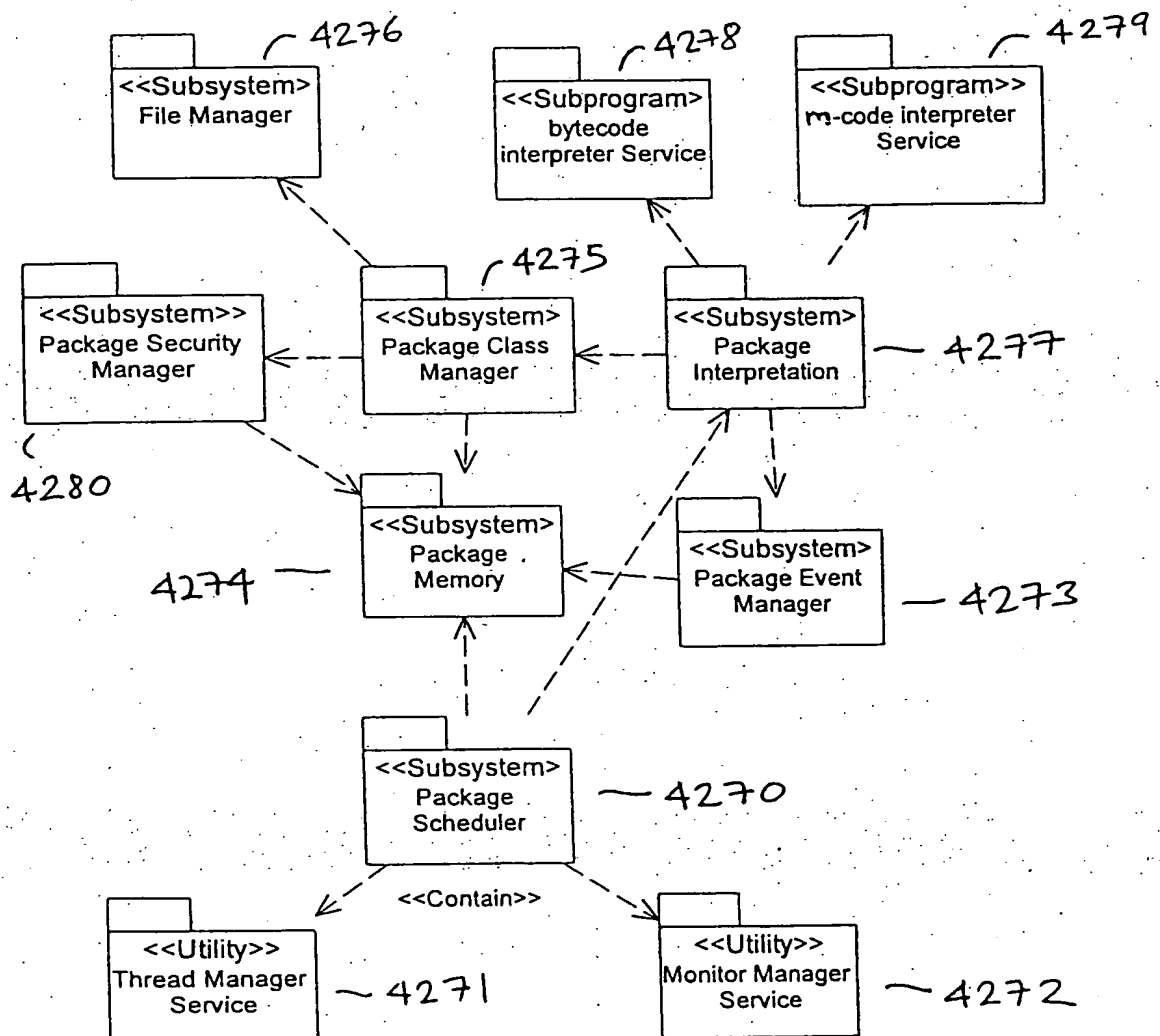 4276
4278
4279
<<Subsystem>
File Manager
<<Subprogram>
bytecode
interpreter Service
<<Subprogram>>
m-code interpreter
Service
4275
<<Subsystem>>
Package Security
Manager
<<Subsystem>
Package Class
Manager
<<Subsystem>
Package
Interpretation
4277
4280
<<Subsystem>
Package
Memory
4274
<<Subsystem>
Package Event
Manager
4273
<<Subsystem>
Package
Scheduler
4270
<<Contain>>
<<Utility>>
Thread Manager
Service
4271
<<Utility>>
Monitor Manager
Service
4272